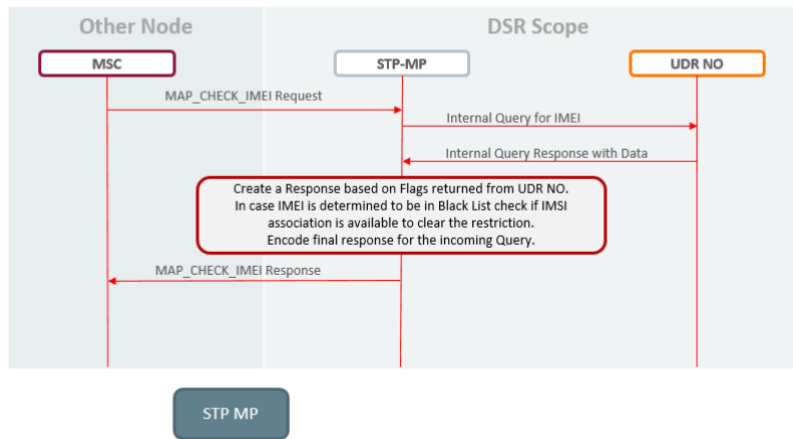 Other Node
DSR Scope
MSC
STP-MP
UDR NO
MAP_CHECK_IMEI Request
Internal Query for IMEI
Internal Query Response with Data
Create a Response based on Flags returned from UDR NO.
In case IMEI is determined to be in Black List check if IMSI
association is available to clear the restriction.
Encode final response for the incoming Query.
MAP_CHECK_IMEI Response
STP MP